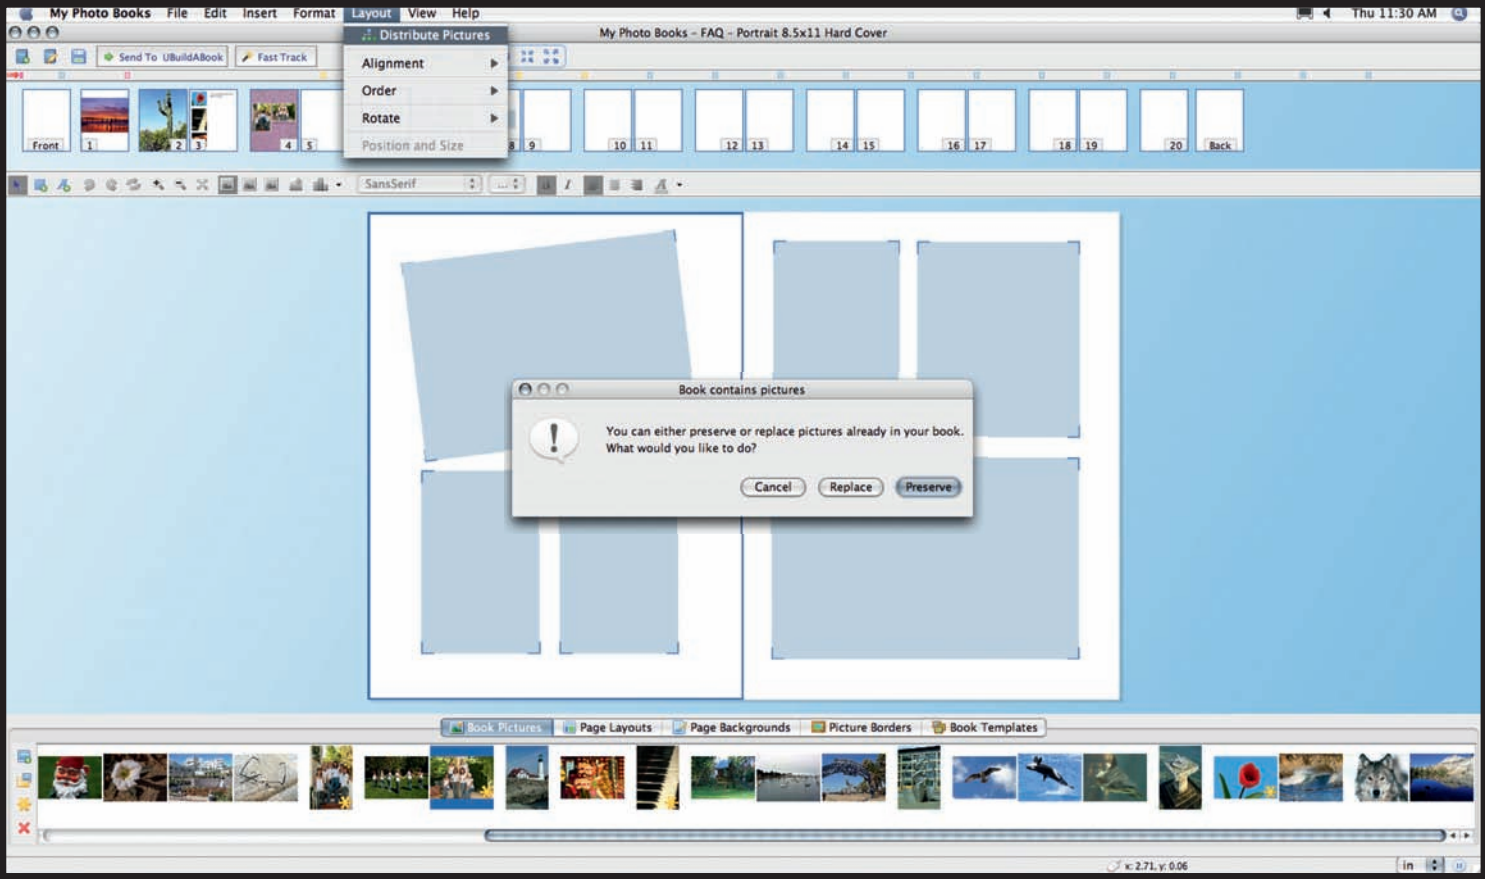 My Photo Books File Edit Insert Format Layout View Help Thu 11:30 AM
My Photo Books - FAQ - Portrait 8.5x11 Hard Cover
Distribute Pictures
Alignment
Order
Rotate
Position and Size
Send To UBuildABook Fast Track
Front 1 2 3 4 5 8 9 10 11 12 13 14 15 16 17 18 19 20 Back
SansSerif ... I A
Book contains pictures
You can either preserve or replace pictures already in your book.
What would you like to do?
Cancel Replace Preserve
Book Pictures Page Layouts Page Backgrounds Picture Borders Book Templates
x: 2.71, y: 0.06 in